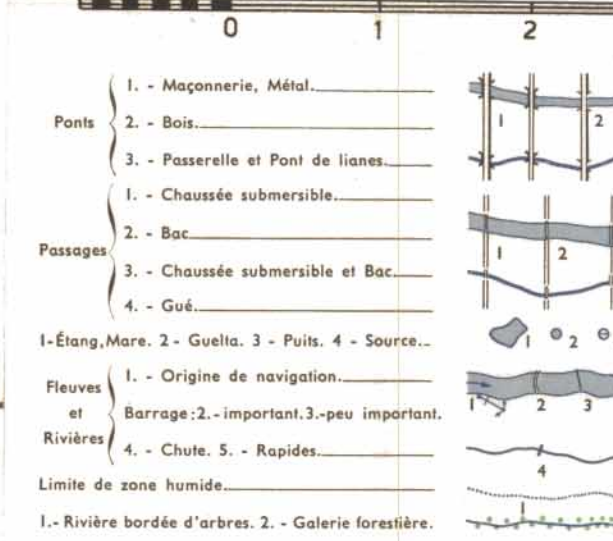 0 1 2
1. - Maçonnerie, Métal.
Ponts 2. - Bois.
3. - Passerelle et Pont de lianes.
1 2
1. - Chaussée submersible.
2. - Bac
Passages
3. - Chaussée submersible et Bac.
4. - Gué.
1 2
1-Étang, Mare. 2 - Guelta. 3 - Puits. 4 - Source.
1 2
Fleuves et Rivières
1. - Origine de navigation.
Barrage: 2.- important. 3.-peu important.
4. - Chute. 5. - Rapides.
1 2 3
4
Limite de zone humide.
1.- Rivière bordée d'arbres. 2. - Galerie forestière.
1